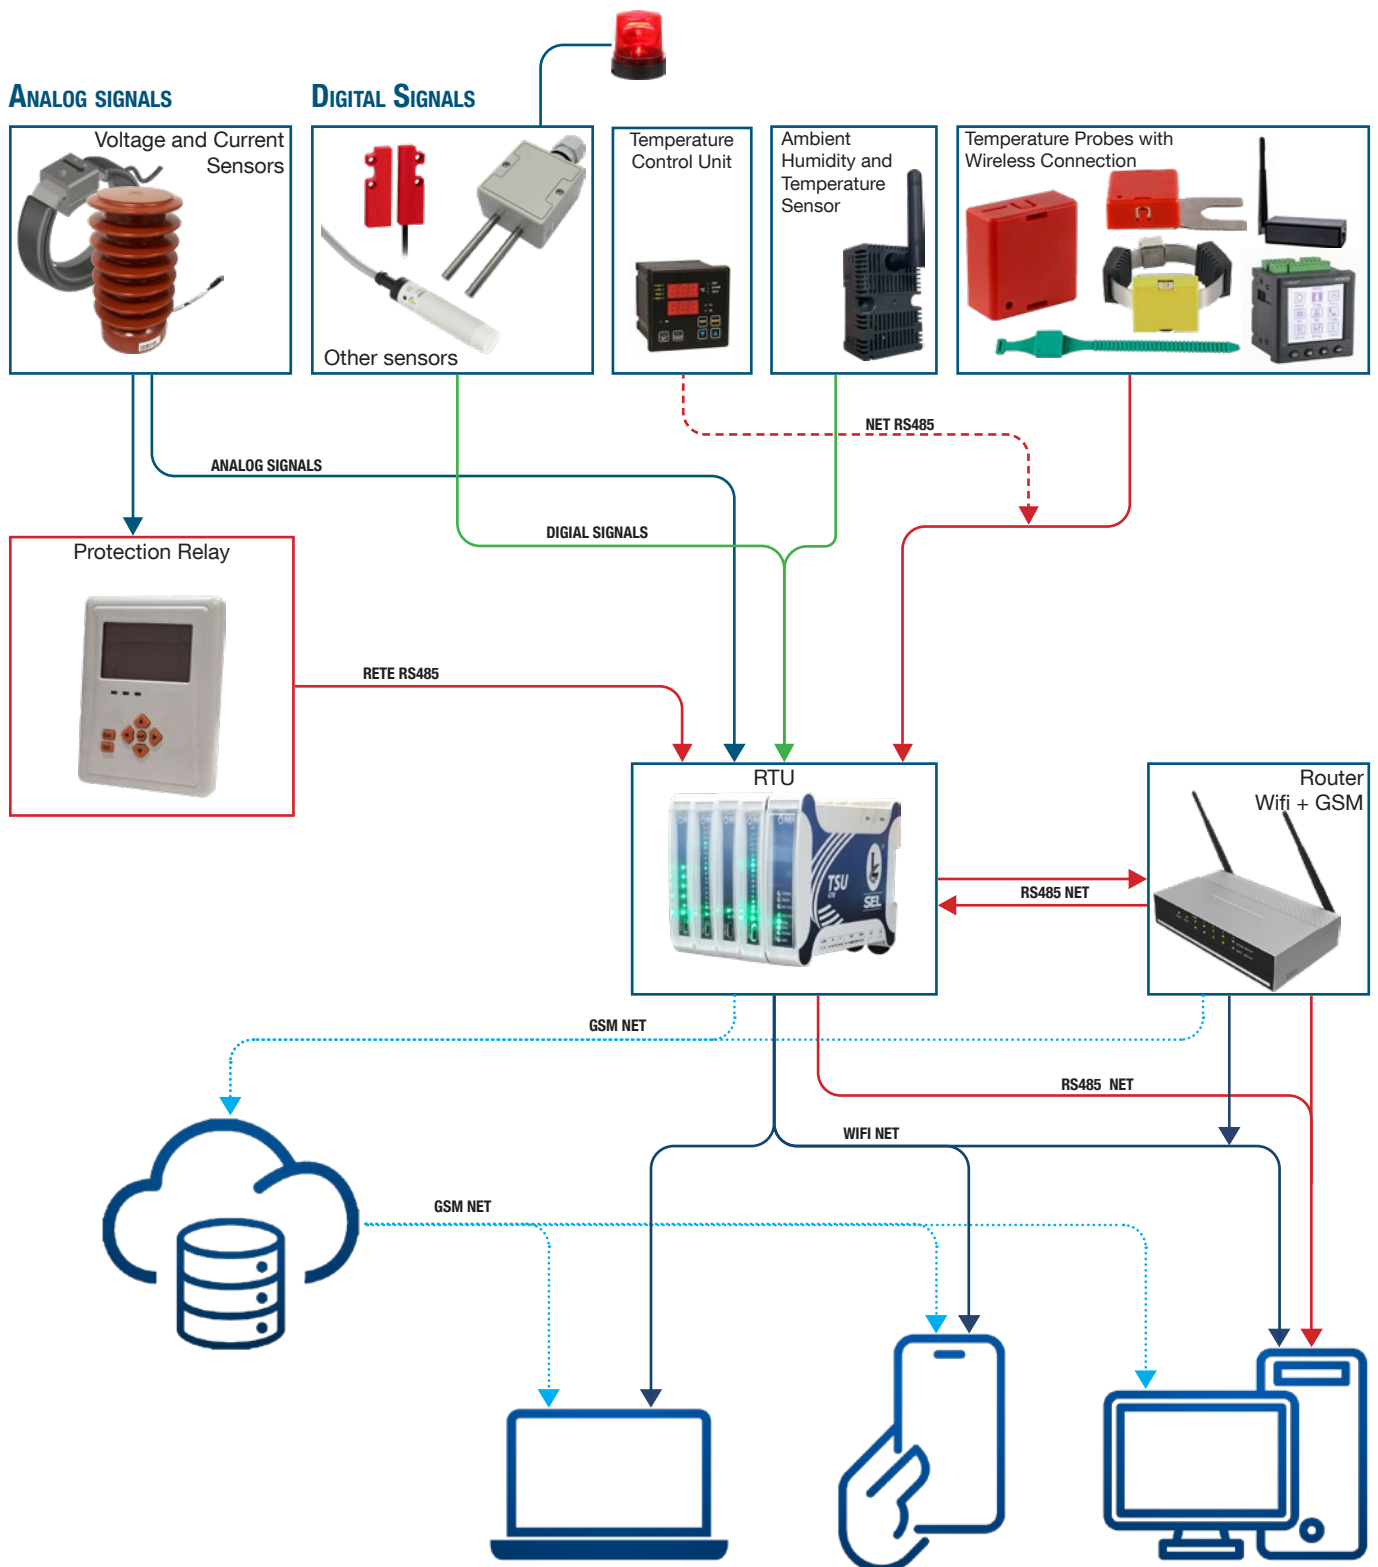 ANALOG SIGNALS
DIGITAL SIGNALS
Voltage and Current
Sensors
Other sensors
Temperature
Control Unit
Ambient
Humidity and
Temperature
Sensor
Temperature Probes with
Wireless Connection
NET RS485
ANALOG SIGNALS
DIGIAL SIGNALS
Protection Relay
RETE RS485
RTU
TSU
SEL
Router
Wifi + GSM
RS485 NET
GSM NET
RS485 NET
WIFI NET
GSM NET